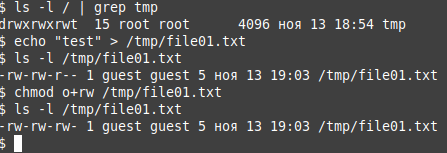 $ ls -l / | grep tmp
drwxrwxrwt  15 root root      4096 ноя 13 18:54 tmp
$ echo "test" > /tmp/file01.txt
$ ls -l /tmp/file01.txt
-rw-rw-r-- 1 guest guest 5 ноя 13 19:03 /tmp/file01.txt
$ chmod o+rw /tmp/file01.txt
$ ls -l /tmp/file01.txt
-rw-rw-rw- 1 guest guest 5 ноя 13 19:03 /tmp/file01.txt
$